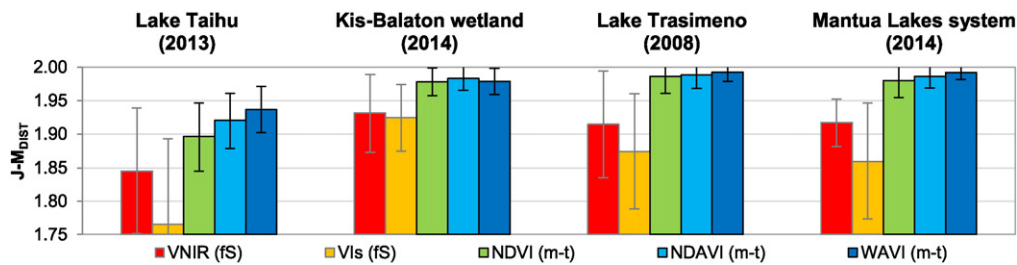 Lake Taihu
(2013)
Kis-Balaton wetland
(2014)
Lake Trasimeno
(2008)
Mantua Lakes system
(2014)
J-M_DIST
2.00
1.95
1.90
1.85
1.80
1.75
VNIR (fS)
VIs (fS)
NDVI (m-t)
NDAVI (m-t)
WAVI (m-t)